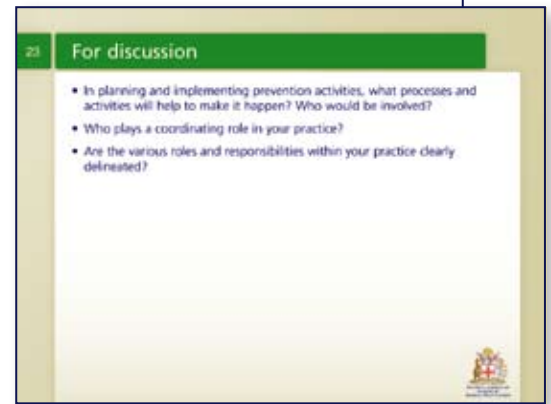 23
For discussion
• In planning and implementing prevention activities, what processes and
activities will help to make it happen? Who would be involved?
• Who plays a coordinating role in your practice?
• Are the various roles and responsibilities within your practice clearly
delineated?